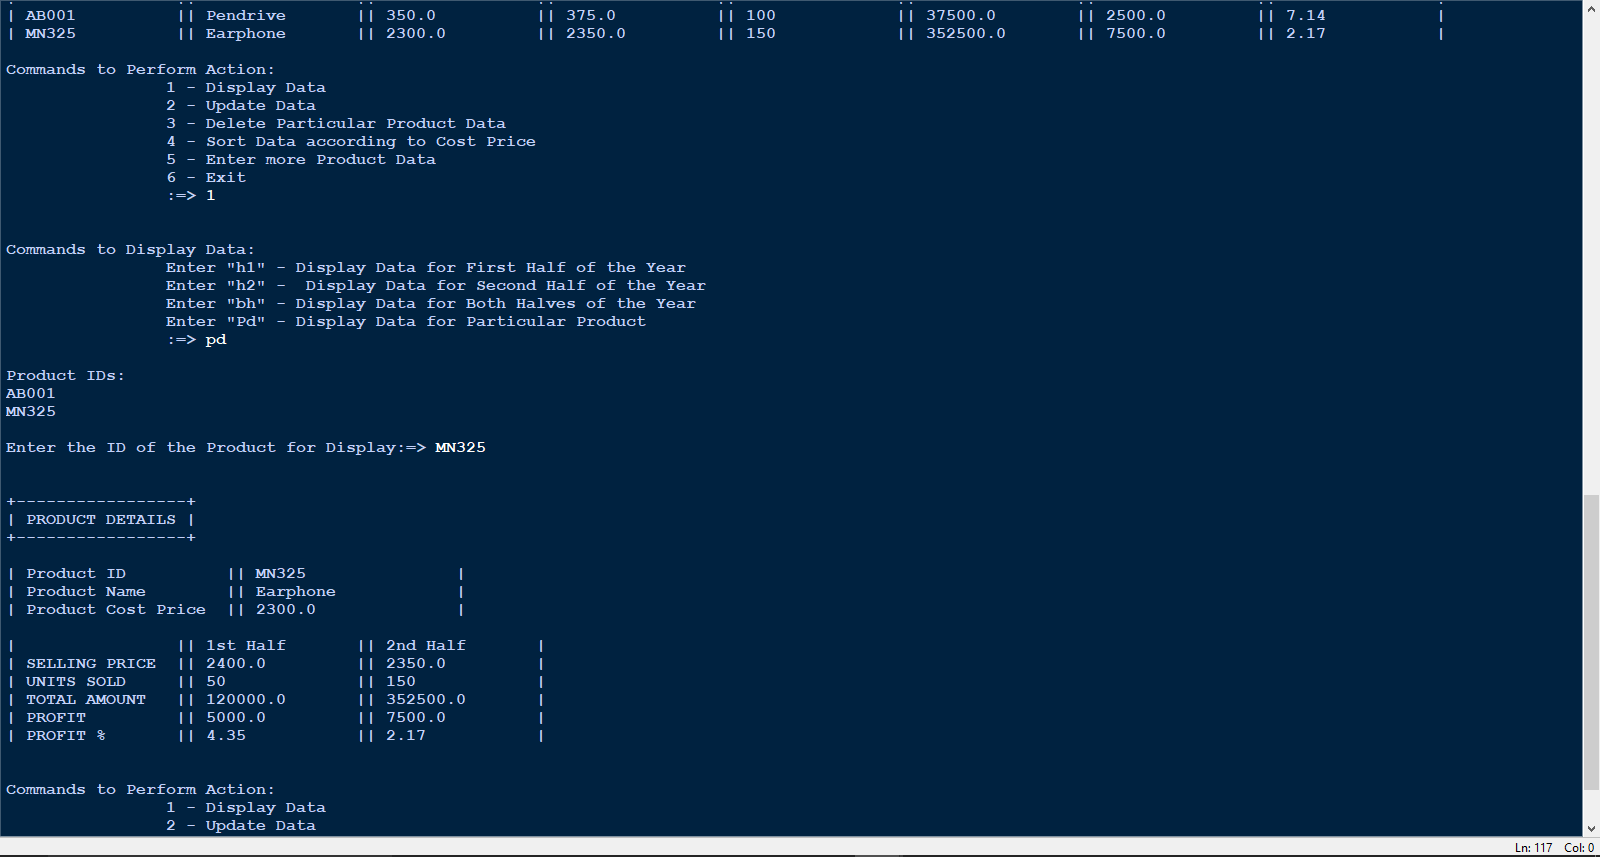 | AB001          || Pendrive       || 350.0          || 375.0          || 100            || 37500.0        || 2500.0         || 7.14           |
| MN325          || Earphone       || 2300.0         || 2350.0         || 150            || 352500.0       || 7500.0         || 2.17           |
Commands to Perform Action:
1 - Display Data
2 - Update Data
3 - Delete Particular Product Data
4 - Sort Data according to Cost Price
5 - Enter more Product Data
6 - Exit
:=> 1
Commands to Display Data:
Enter "h1" - Display Data for First Half of the Year
Enter "h2" -  Display Data for Second Half of the Year
Enter "bh" - Display Data for Both Halves of the Year
Enter "Pd" - Display Data for Particular Product
:=> pd
Product IDs:
AB001
MN325
Enter the ID of the Product for Display:=> MN325
+-----------------+
| PRODUCT DETAILS |
+-----------------+
| Product ID          || MN325               |
| Product Name        || Earphone            |
| Product Cost Price  || 2300.0              |
|                || 1st Half       || 2nd Half       |
| SELLING PRICE  || 2400.0         || 2350.0         |
| UNITS SOLD     || 50             || 150            |
| TOTAL AMOUNT   || 120000.0       || 352500.0       |
| PROFIT         || 5000.0         || 7500.0         |
| PROFIT %       || 4.35           || 2.17           |
Commands to Perform Action:
1 - Display Data
2 - Update Data
Ln: 117 Col: 0